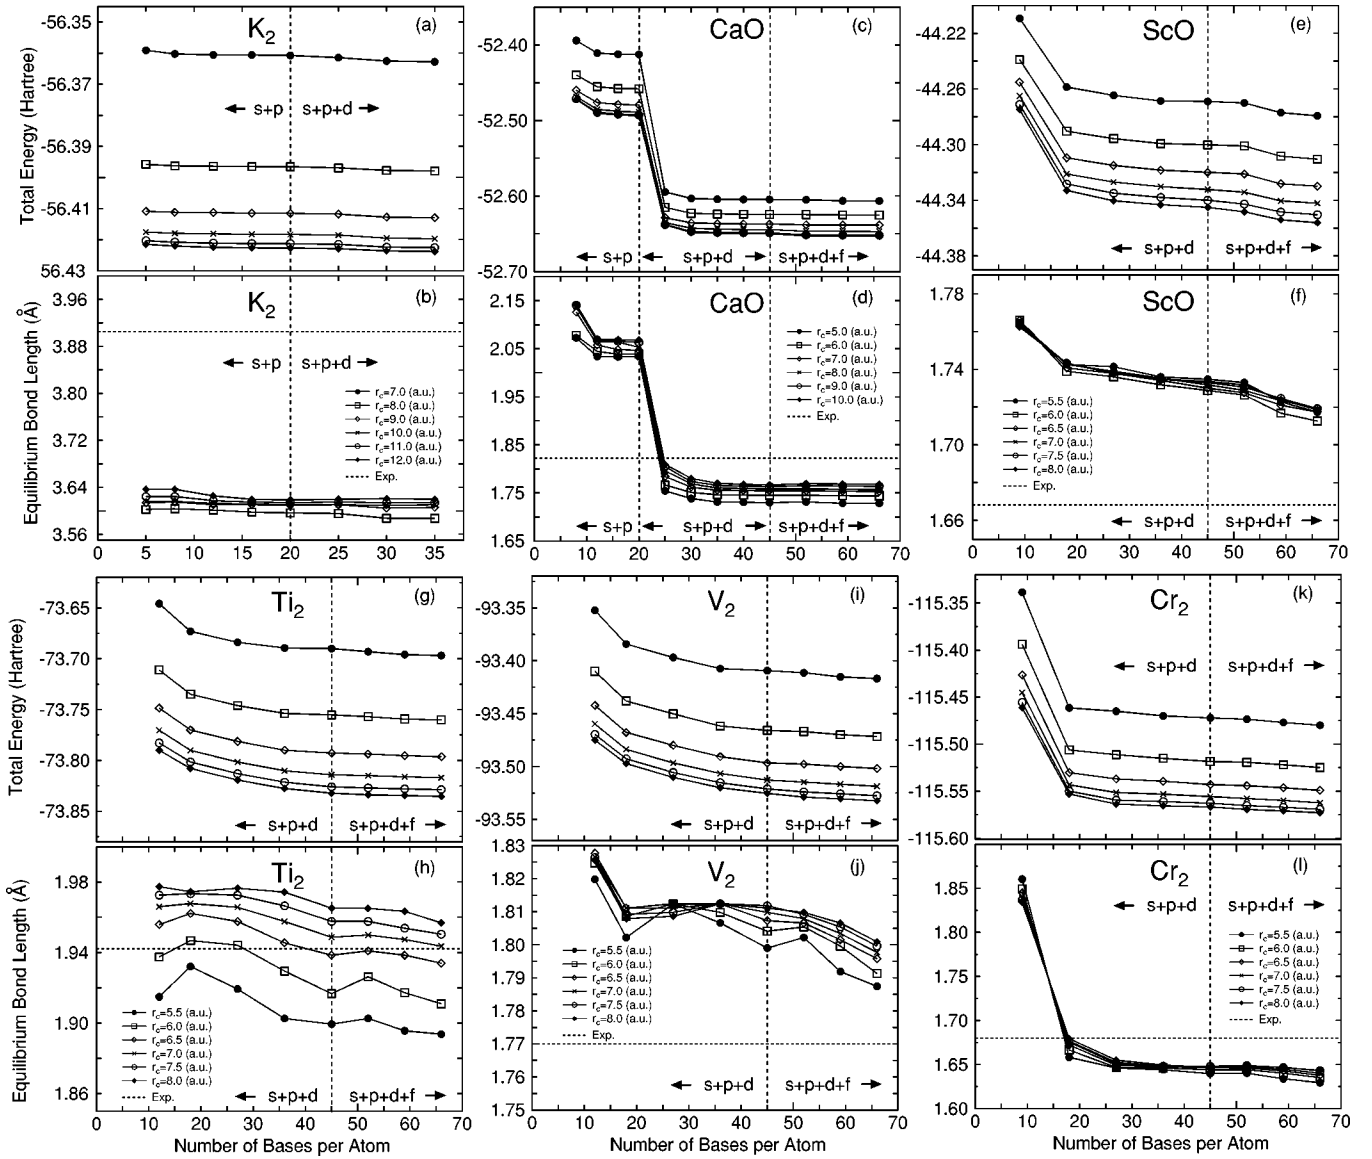 K2 (a)
-56.35
-56.37
-56.39
-56.41
56.43
Total Energy (Hartree)
s+p s+p+d
CaO (c)
-52.40
-52.50
-52.60
-52.70
s+p s+p+d s+p+d+f
ScO (e)
-44.22
-44.26
-44.30
-44.34
-44.38
s+p+d s+p+d+f
K2 (b)
3.96
3.88
3.80
3.72
3.64
3.56
Equilibrium Bond Length (Å)
s+p s+p+d
rc=7.0 (a.u.)
rc=8.0 (a.u.)
rc=9.0 (a.u.)
rc=10.0 (a.u.)
rc=11.0 (a.u.)
rc=12.0 (a.u.)
Exp.
0 5 10 15 20 25 30 35
CaO (d)
2.15
2.05
1.95
1.85
1.75
1.65
rc=5.0 (a.u.)
rc=6.0 (a.u.)
rc=7.0 (a.u.)
rc=8.0 (a.u.)
rc=9.0 (a.u.)
rc=10.0 (a.u.)
Exp.
s+p s+p+d s+p+d+f
0 10 20 30 40 50 60 70
ScO (f)
1.78
1.74
1.70
1.66
rc=5.5 (a.u.)
rc=6.0 (a.u.)
rc=6.5 (a.u.)
rc=7.0 (a.u.)
rc=7.5 (a.u.)
rc=8.0 (a.u.)
Exp.
s+p+d s+p+d+f
0 10 20 30 40 50 60 70
Ti2 (g)
-73.65
-73.70
-73.75
-73.80
-73.85
Total Energy (Hartree)
s+p+d s+p+d+f
V2 (i)
-93.35
-93.40
-93.45
-93.50
-93.55
s+p+d s+p+d+f
Cr2 (k)
-115.35
-115.40
-115.45
-115.50
-115.55
-115.60
s+p+d s+p+d+f
Ti2 (h)
1.98
1.94
1.90
1.86
Equilibrium Bond Length (Å)
rc=5.5 (a.u.)
rc=6.0 (a.u.)
rc=6.5 (a.u.)
rc=7.0 (a.u.)
rc=7.5 (a.u.)
rc=8.0 (a.u.)
Exp.
s+p+d s+p+d+f
0 10 20 30 40 50 60 70
Number of Bases per Atom
V2 (j)
1.83
1.82
1.81
1.80
1.79
1.78
1.77
1.76
1.75
rc=5.5 (a.u.)
rc=6.0 (a.u.)
rc=6.5 (a.u.)
rc=7.0 (a.u.)
rc=7.5 (a.u.)
rc=8.0 (a.u.)
Exp.
s+p+d s+p+d+f
0 10 20 30 40 50 60 70
Number of Bases per Atom
Cr2 (l)
1.85
1.80
1.75
1.70
1.65
1.60
s+p+d s+p+d+f
rc=5.5 (a.u.)
rc=6.0 (a.u.)
rc=6.5 (a.u.)
rc=7.0 (a.u.)
rc=7.5 (a.u.)
rc=8.0 (a.u.)
Exp.
0 10 20 30 40 50 60 70
Number of Bases per Atom